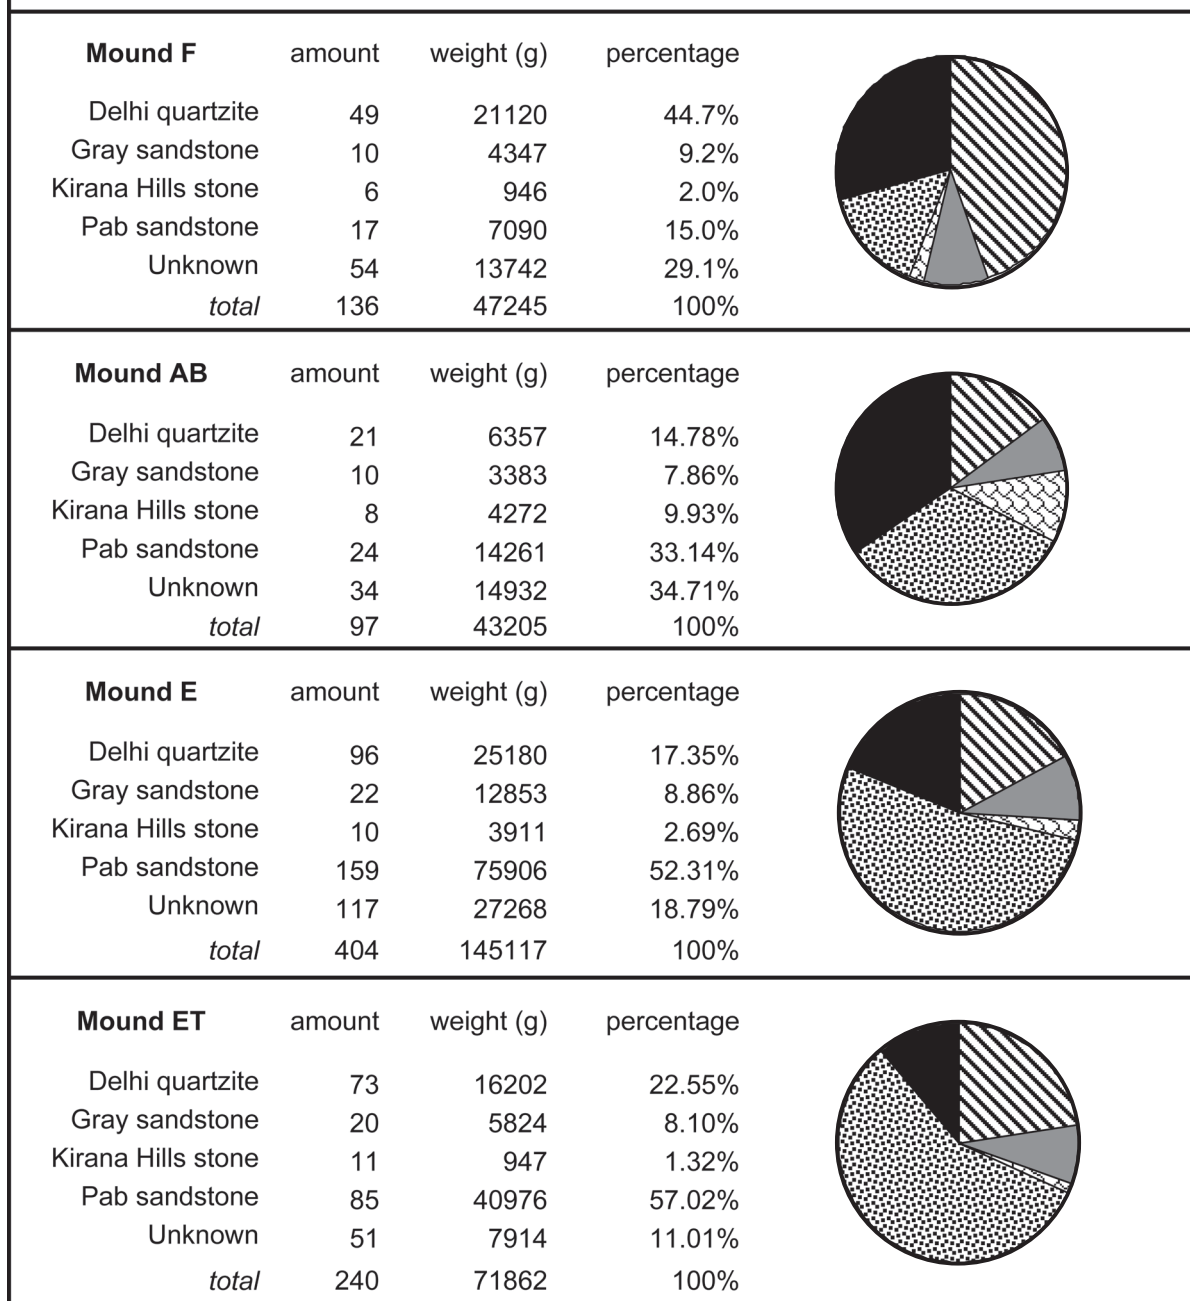 Mound F amount weight (g) percentage
Delhi quartzite 49 21120 44.7%
Gray sandstone 10 4347 9.2%
Kirana Hills stone 6 946 2.0%
Pab sandstone 17 7090 15.0%
Unknown 54 13742 29.1%
total 136 47245 100%
Mound AB amount weight (g) percentage
Delhi quartzite 21 6357 14.78%
Gray sandstone 10 3383 7.86%
Kirana Hills stone 8 4272 9.93%
Pab sandstone 24 14261 33.14%
Unknown 34 14932 34.71%
total 97 43205 100%
Mound E amount weight (g) percentage
Delhi quartzite 96 25180 17.35%
Gray sandstone 22 12853 8.86%
Kirana Hills stone 10 3911 2.69%
Pab sandstone 159 75906 52.31%
Unknown 117 27268 18.79%
total 404 145117 100%
Mound ET amount weight (g) percentage
Delhi quartzite 73 16202 22.55%
Gray sandstone 20 5824 8.10%
Kirana Hills stone 11 947 1.32%
Pab sandstone 85 40976 57.02%
Unknown 51 7914 11.01%
total 240 71862 100%